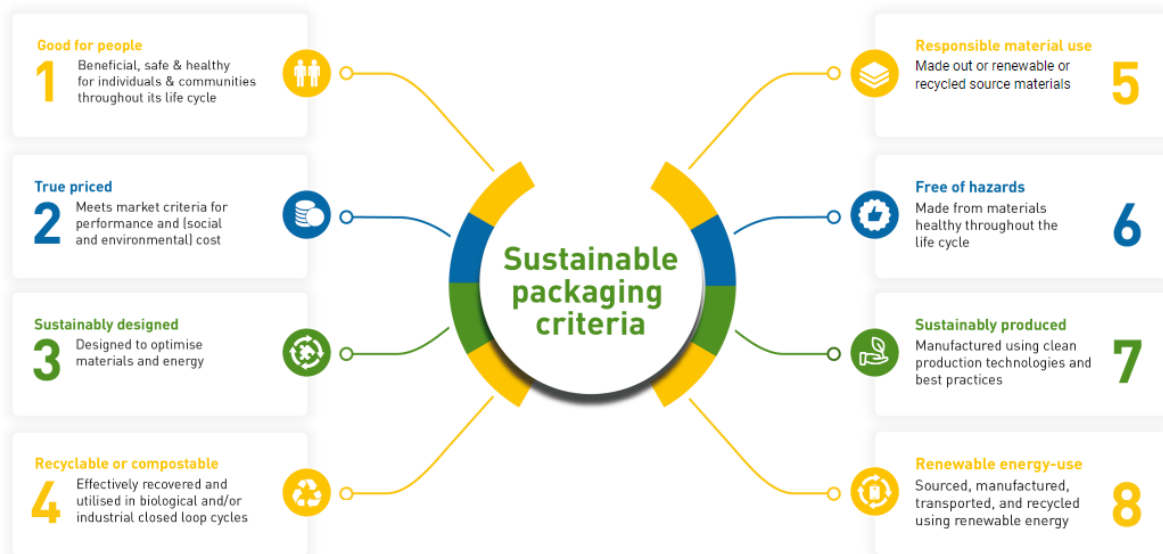 Good for people
1
Beneficial, safe & healthy
for individuals & communities
throughout its life cycle
True priced
2
Meets market criteria for
performance and (social
and environmental) cost
Sustainably designed
3
Designed to optimise
materials and energy
Recyclable or compostable
4
Effectively recovered and
utilised in biological and/or
industrial closed loop cycles
Sustainable
packaging
criteria
Responsible material use
Made out or renewable or
recycled source materials
5
Free of hazards
Made from materials
healthy throughout the
life cycle
6
Sustainably produced
Manufactured using clean
production technologies and
best practices
7
Renewable energy-use
Sourced, manufactured,
transported, and recycled
using renewable energy
8